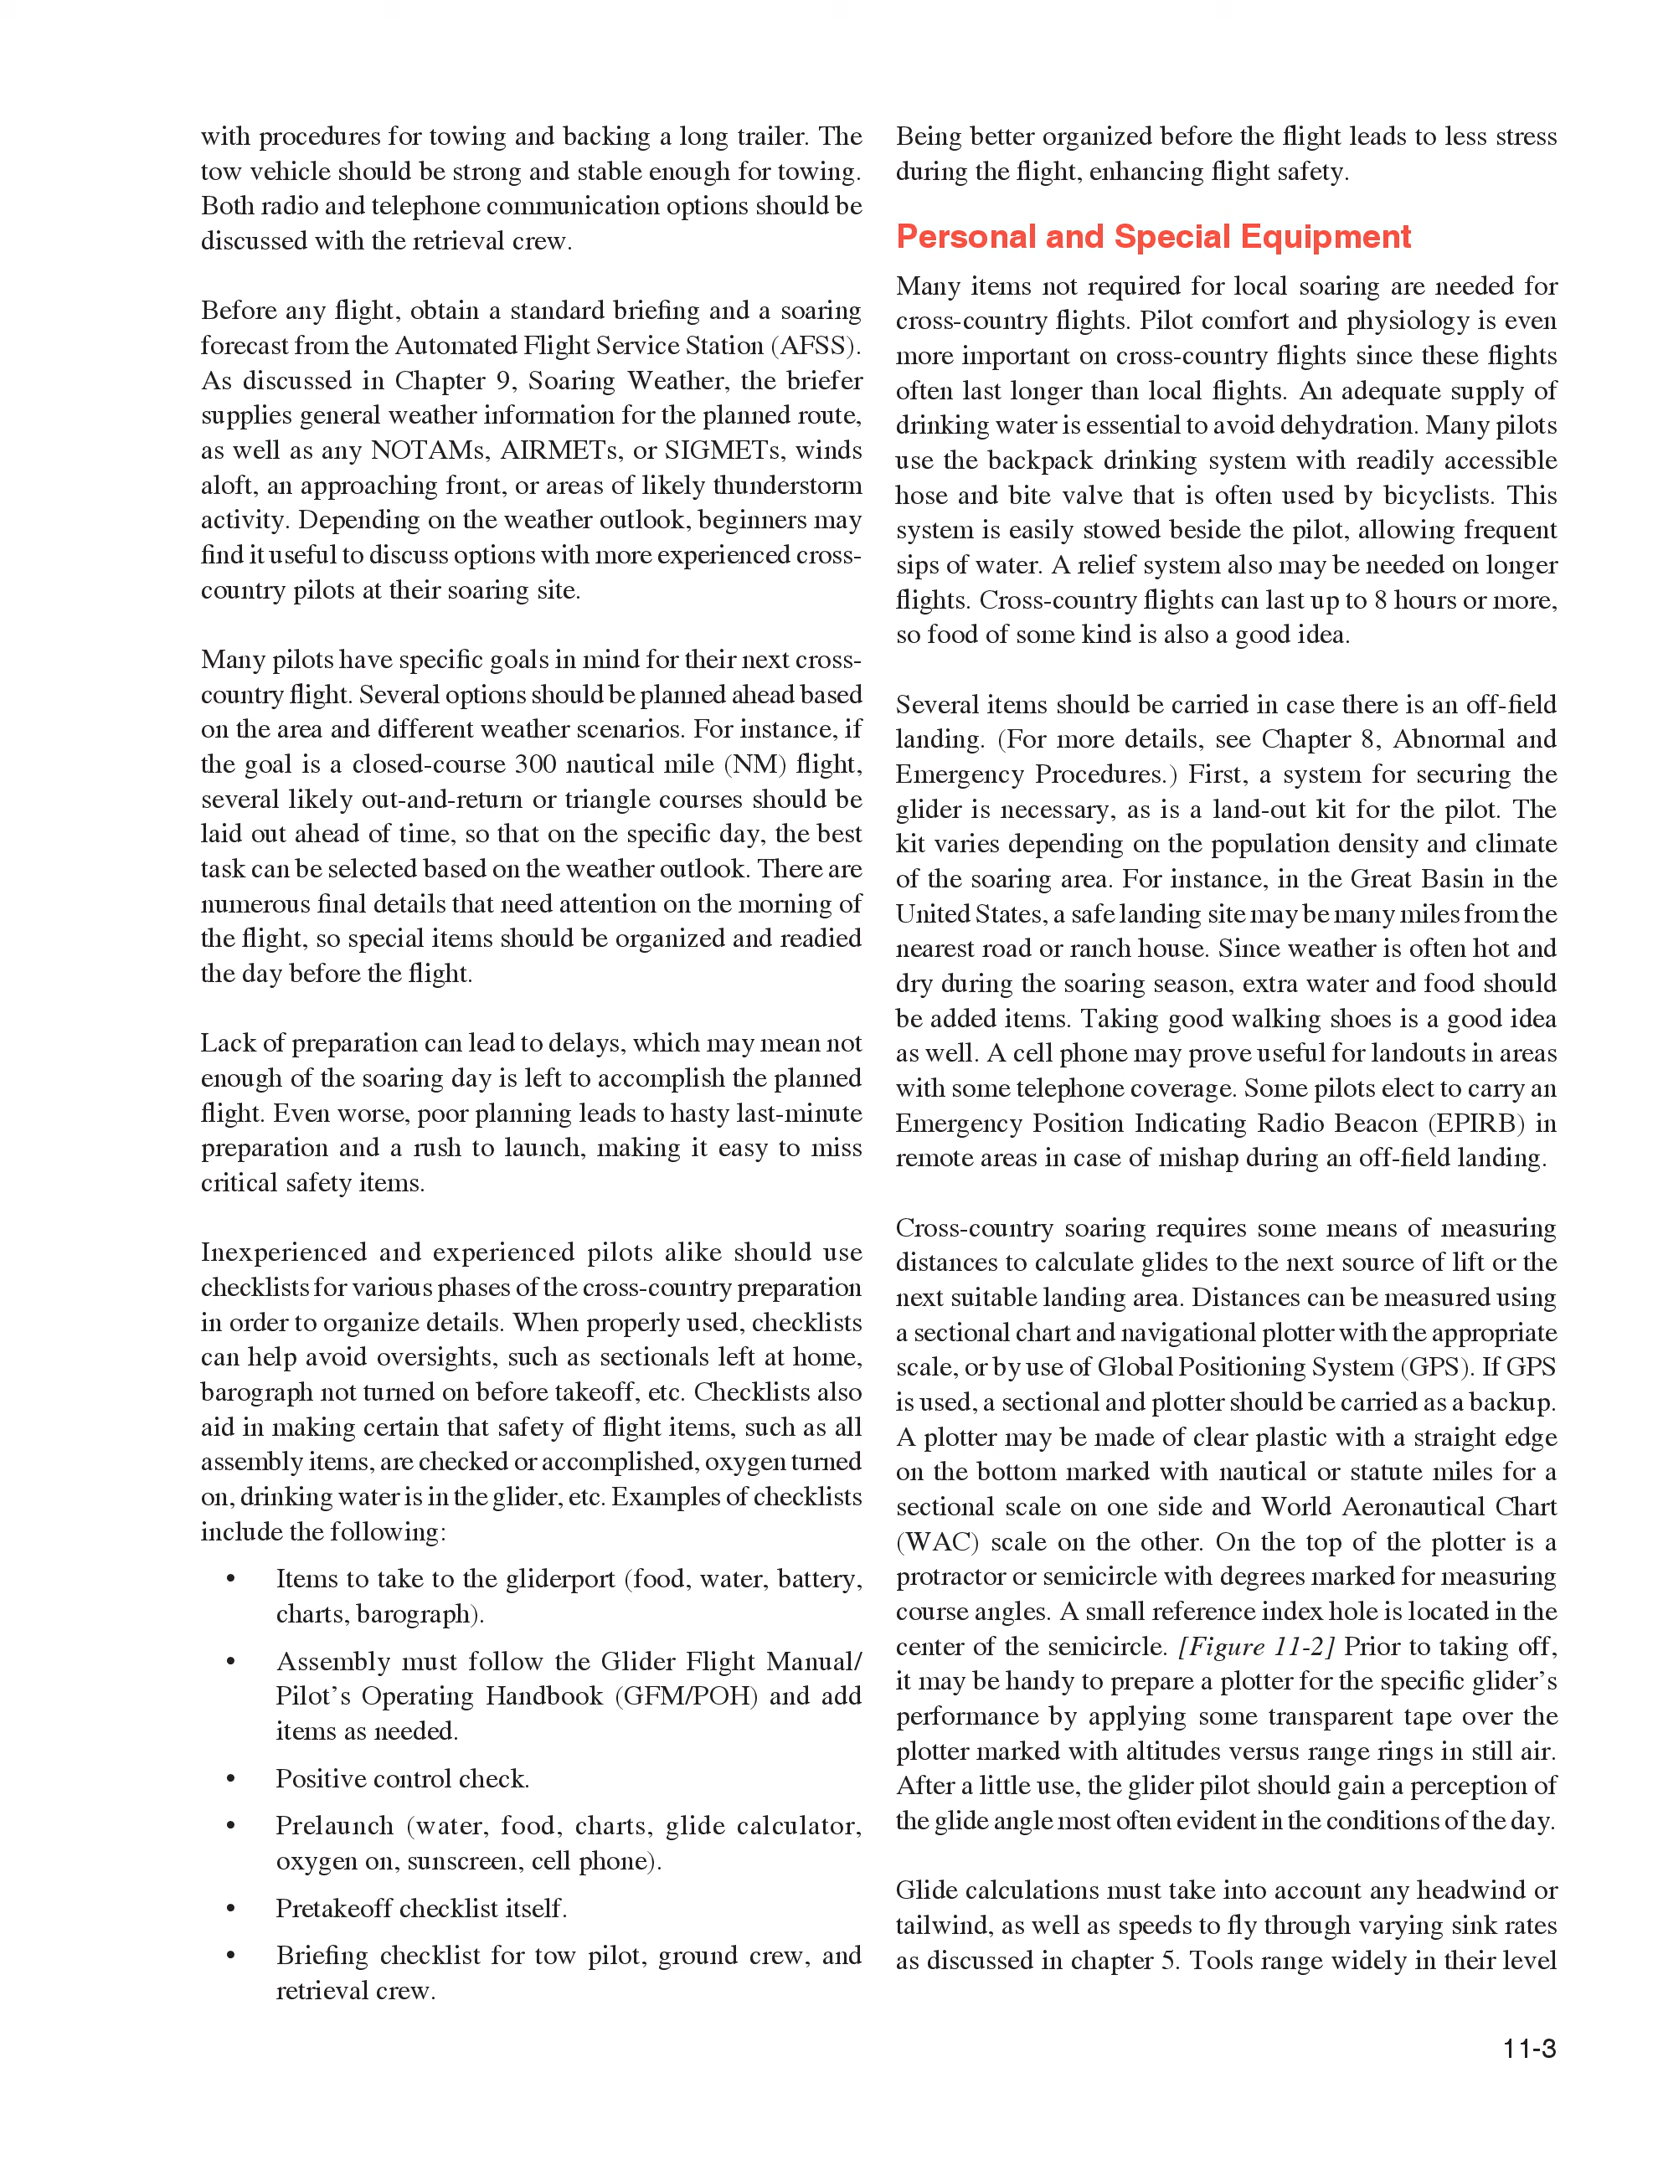 with procedures for towing and backing a long trailer. The
tow vehicle should be strong and stable enough for towing.
Both radio and telephone communication options should be
discussed with the retrieval crew.
Before any flight, obtain a standard briefing and a soaring
forecast from the Automated Flight Service Station (AFSS).
As discussed in Chapter 9, Soaring Weather, the briefer
supplies general weather information for the planned route,
as well as any NOTAMs, AIRMETs, or SIGMETs, winds
aloft, an approaching front, or areas of likely thunderstorm
activity. Depending on the weather outlook, beginners may
find it useful to discuss options with more experienced cross-
country pilots at their soaring site.
Many pilots have specific goals in mind for their next cross-
country flight. Several options should be planned ahead based
on the area and different weather scenarios. For instance, if
the goal is a closed-course 300 nautical mile (NM) flight,
several likely out-and-return or triangle courses should be
laid out ahead of time, so that on the specific day, the best
task can be selected based on the weather outlook. There are
numerous final details that need attention on the morning of
the flight, so special items should be organized and readied
the day before the flight.
Lack of preparation can lead to delays, which may mean not
enough of the soaring day is left to accomplish the planned
flight. Even worse, poor planning leads to hasty last-minute
preparation and a rush to launch, making it easy to miss
critical safety items.
Inexperienced and experienced pilots alike should use
checklists for various phases of the cross-country preparation
in order to organize details. When properly used, checklists
can help avoid oversights, such as sectionals left at home,
barograph not turned on before takeoff, etc. Checklists also
aid in making certain that safety of flight items, such as all
assembly items, are checked or accomplished, oxygen turned
on, drinking water is in the glider, etc. Examples of checklists
include the following:
• Items to take to the gliderport (food, water, battery,
charts, barograph).
• Assembly must follow the Glider Flight Manual/
Pilot's Operating Handbook (GFM/POH) and add
items as needed.
• Positive control check.
• Prelaunch (water, food, charts, glide calculator,
oxygen on, sunscreen, cell phone).
• Pretakeoff checklist itself.
• Briefing checklist for tow pilot, ground crew, and
retrieval crew.
Being better organized before the flight leads to less stress
during the flight, enhancing flight safety.
Personal and Special Equipment
Many items not required for local soaring are needed for
cross-country flights. Pilot comfort and physiology is even
more important on cross-country flights since these flights
often last longer than local flights. An adequate supply of
drinking water is essential to avoid dehydration. Many pilots
use the backpack drinking system with readily accessible
hose and bite valve that is often used by bicyclists. This
system is easily stowed beside the pilot, allowing frequent
sips of water. A relief system also may be needed on longer
flights. Cross-country flights can last up to 8 hours or more,
so food of some kind is also a good idea.
Several items should be carried in case there is an off-field
landing. (For more details, see Chapter 8, Abnormal and
Emergency Procedures.) First, a system for securing the
glider is necessary, as is a land-out kit for the pilot. The
kit varies depending on the population density and climate
of the soaring area. For instance, in the Great Basin in the
United States, a safe landing site may be many miles from the
nearest road or ranch house. Since weather is often hot and
dry during the soaring season, extra water and food should
be added items. Taking good walking shoes is a good idea
as well. A cell phone may prove useful for landouts in areas
with some telephone coverage. Some pilots elect to carry an
Emergency Position Indicating Radio Beacon (EPIRB) in
remote areas in case of mishap during an off-field landing.
Cross-country soaring requires some means of measuring
distances to calculate glides to the next source of lift or the
next suitable landing area. Distances can be measured using
a sectional chart and navigational plotter with the appropriate
scale, or by use of Global Positioning System (GPS). If GPS
is used, a sectional and plotter should be carried as a backup.
A plotter may be made of clear plastic with a straight edge
on the bottom marked with nautical or statute miles for a
sectional scale on one side and World Aeronautical Chart
(WAC) scale on the other. On the top of the plotter is a
protractor or semicircle with degrees marked for measuring
course angles. A small reference index hole is located in the
center of the semicircle. [Figure 11-2] Prior to taking off,
it may be handy to prepare a plotter for the specific glider's
performance by applying some transparent tape over the
plotter marked with altitudes versus range rings in still air.
After a little use, the glider pilot should gain a perception of
the glide angle most often evident in the conditions of the day.
Glide calculations must take into account any headwind or
tailwind, as well as speeds to fly through varying sink rates
as discussed in chapter 5. Tools range widely in their level
11-3